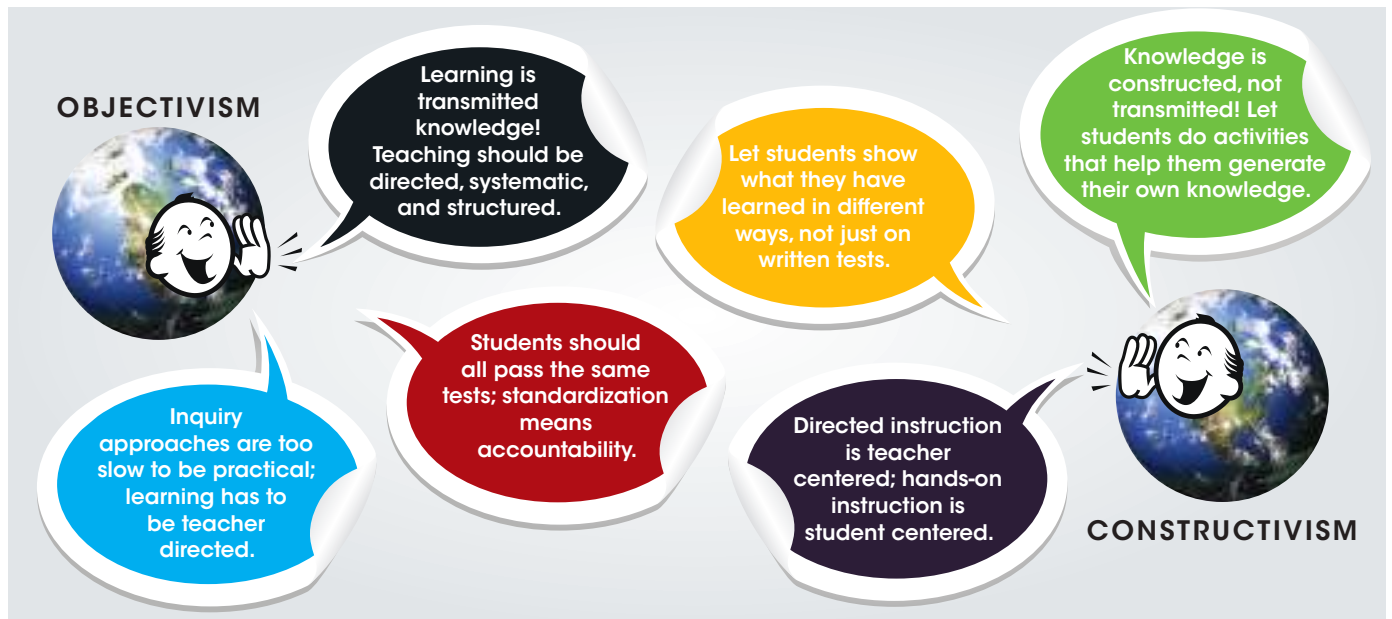 OBJECTIVISM
Learning is
transmitted
knowledge!
Teaching should be
directed, systematic,
and structured.
Inquiry
approaches are too
slow to be practical;
learning has to
be teacher
directed.
Students should
all pass the same
tests; standardization
means
accountability.
Let students show
what they have
learned in different
ways, not just on
written tests.
Knowledge is
constructed, not
transmitted! Let
students do activities
that help them generate
their own knowledge.
Directed instruction
is teacher
centered; hands-on
instruction is
student centered.
CONSTRUCTIVISM